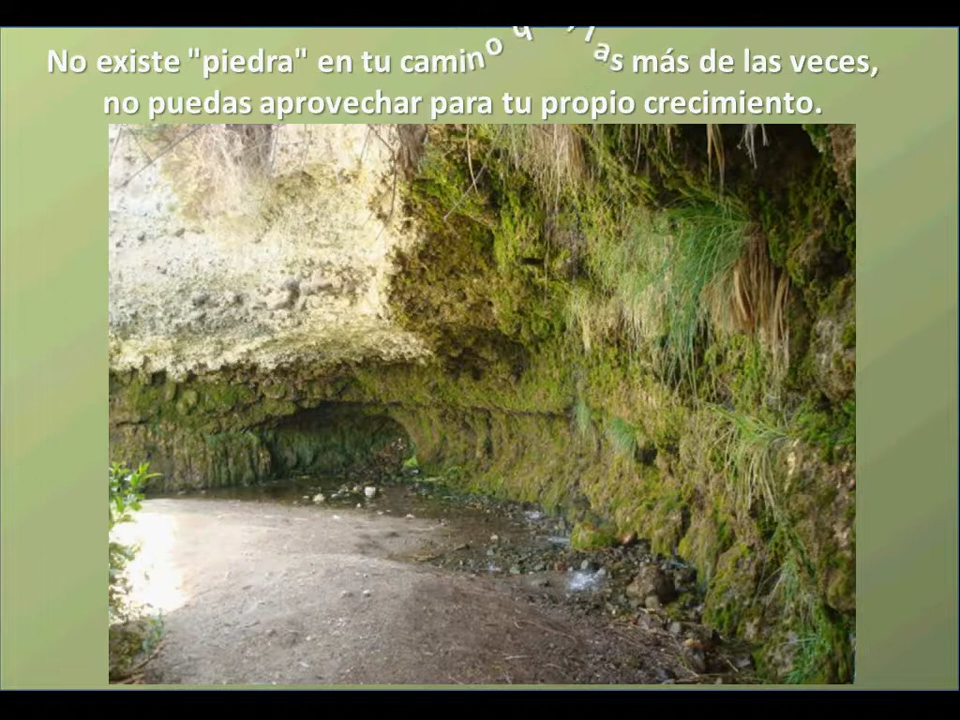 No existe "piedra" en tu camino las más de las veces,
no puedas aprovechar para tu propio crecimiento.